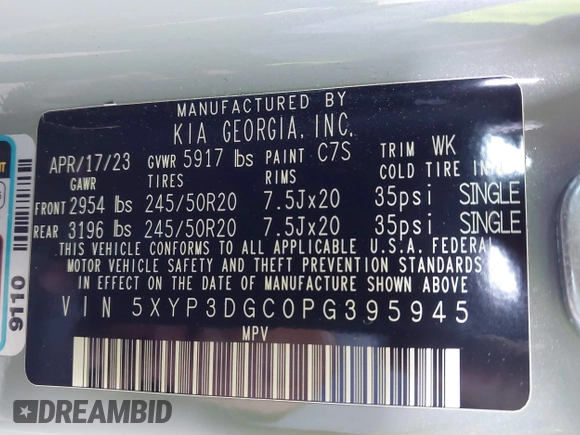 MANUFACTURED BY
KIA GEORGIA, INC.
APR/17/23 GVWR 5917 lbs PAINT C7S TRIM WK
GAWR TIRES RIMS COLD TIRE
FRONT 2954 lbs 245/50R20 7.5Jx20 35psi SINGLE
REAR 3196 lbs 245/50R20 7.5Jx20 35psi SINGLE
THIS VEHICLE CONFORMS TO ALL APPLICABLE U.S.A. FEDERAL
MOTOR VEHICLE SAFETY AND THEFT PREVENTION STANDARDS
IN EFFECT ON THE DATE OF MANUFACTURE SHOWN ABOVE
VIN 5XYP3DGC0PG395945
MPV
9110
DREAMBID